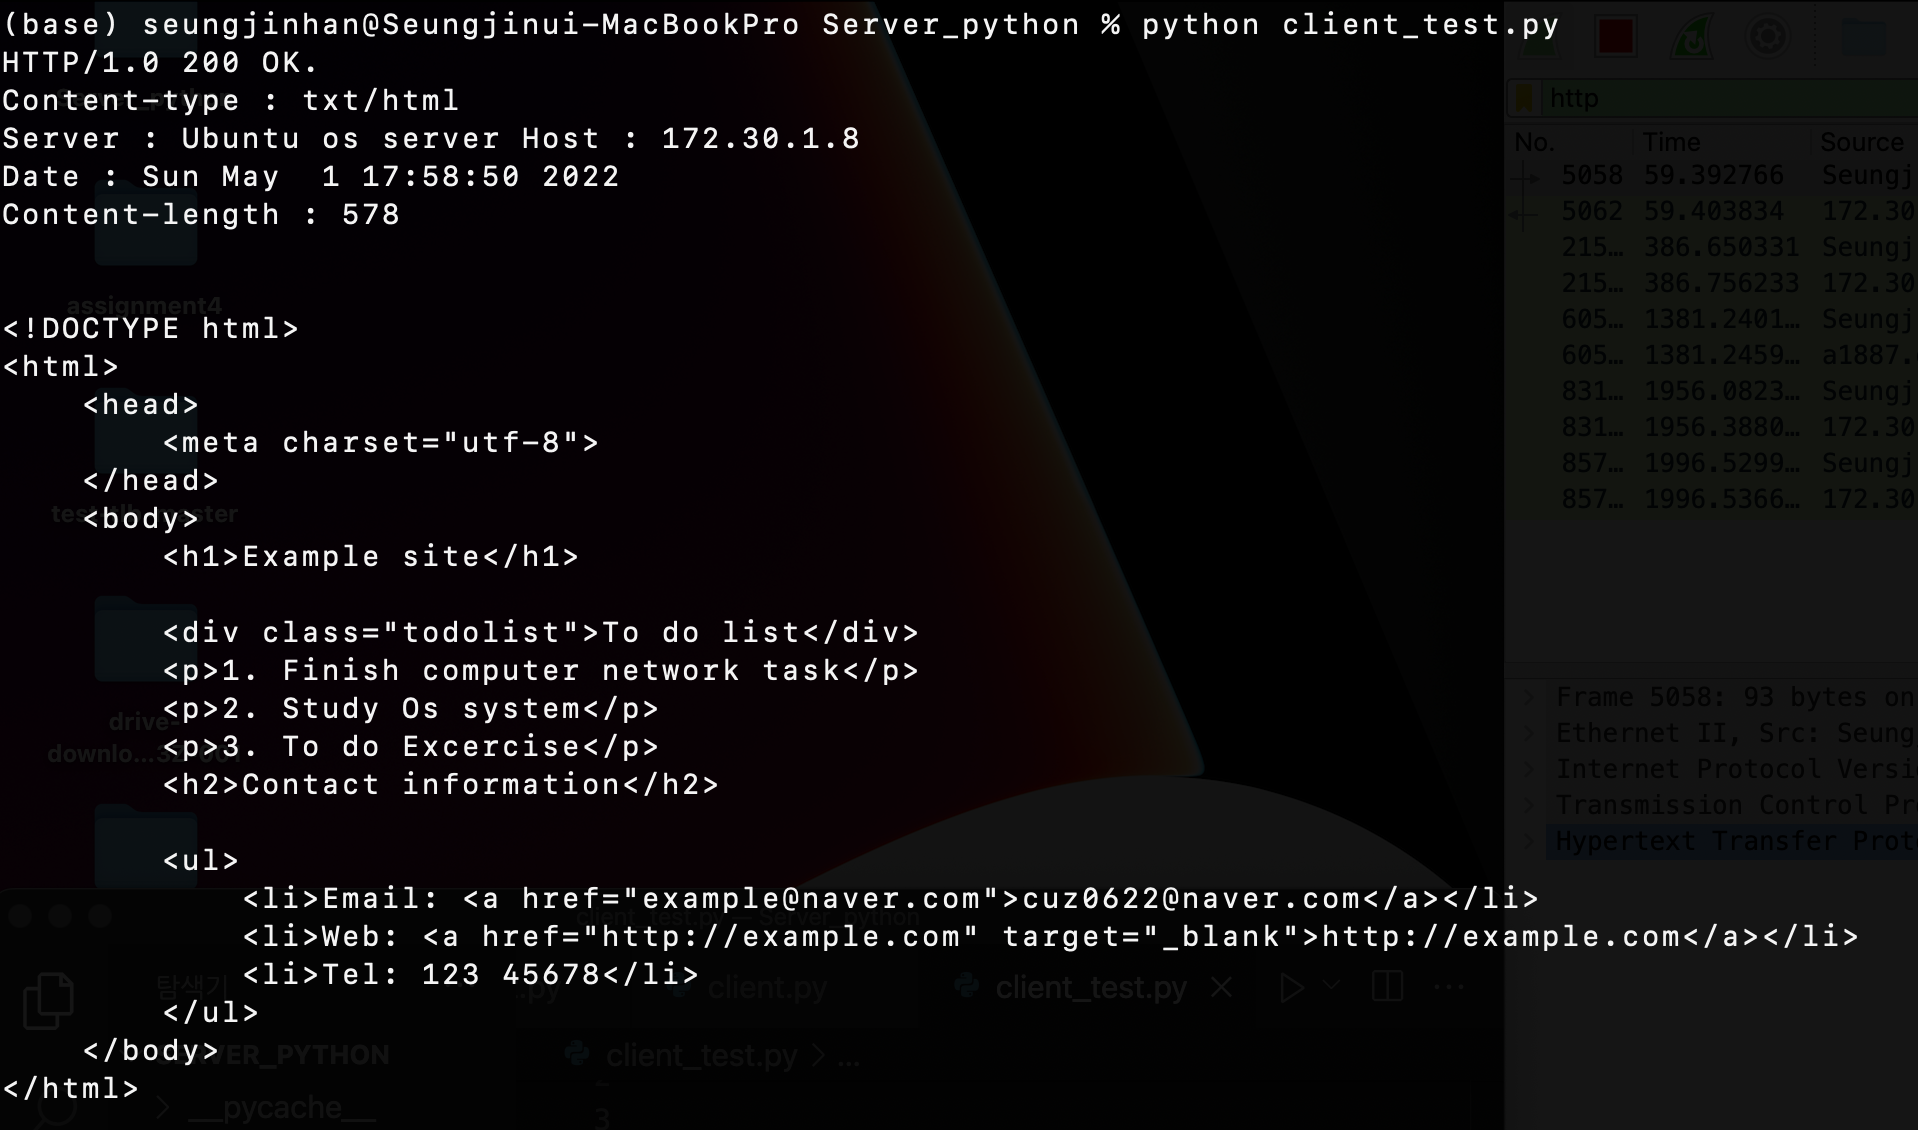 (base) seungjinhan@Seungjinui-MacBookPro Server_python % python client_test.py
HTTP/1.0 200 OK.
Content-type : txt/html
Server : Ubuntu os server Host : 172.30.1.8
Date : Sun May  1 17:58:50 2022
Content-length : 578
<!DOCTYPE html>
<html>
    <head>
        <meta charset="utf-8">
    </head>
    <body>
        <h1>Example site</h1>
        <div class="todolist">To do list</div>
        <p>1. Finish computer network task</p>
        <p>2. Study Os system</p>
        <p>3. To do Excercise</p>
        <h2>Contact information</h2>
        <ul>
            <li>Email: <a href="example@naver.com">cuz0622@naver.com</a></li>
            <li>Web: <a href="http://example.com" target="_blank">http://example.com</a></li>
            <li>Tel: 123 45678</li>
        </ul>
    </body>
</html>
http
No. Time Source
5058 59.392766 Seungj
5062 59.403834 172.30
215… 386.650331 Seungj
215… 386.756233 172.30
605… 1381.2401… Seungj
605… 1381.2459… a1887.
831… 1956.0823… Seungj
831… 1956.3880… 172.30
857… 1996.5299… Seungj
857… 1996.5366… 172.30
Frame 5058: 93 bytes on
Ethernet II, Src: Seung
Internet Protocol Versi
Transmission Control Pr
Hypertext Transfer Prot
assignment4
client_test.py — Server_python
탐색기
client.py
client_test.py
client_test.py > ...
__pycache__
3